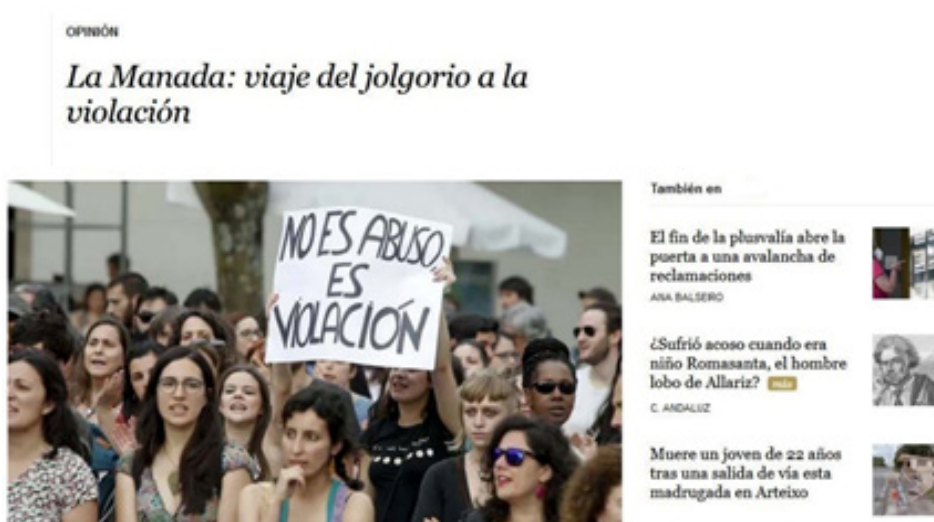 OPINIÓN
La Manada: viaje del jolgorio a la
violación
NO ES ABUSO,
ES
VIOLACIÓN
También en
El fin de la plusvalía abre la
puerta a una avalancha de
reclamaciones
ANA BALSEIRO
¿Sufrió acoso cuando era
niño Romasanta, el hombre
lobo de Allariz? más
C. ANDALUZ
Muere un joven de 22 años
tras una salida de vía esta
madrugada en Arteixo